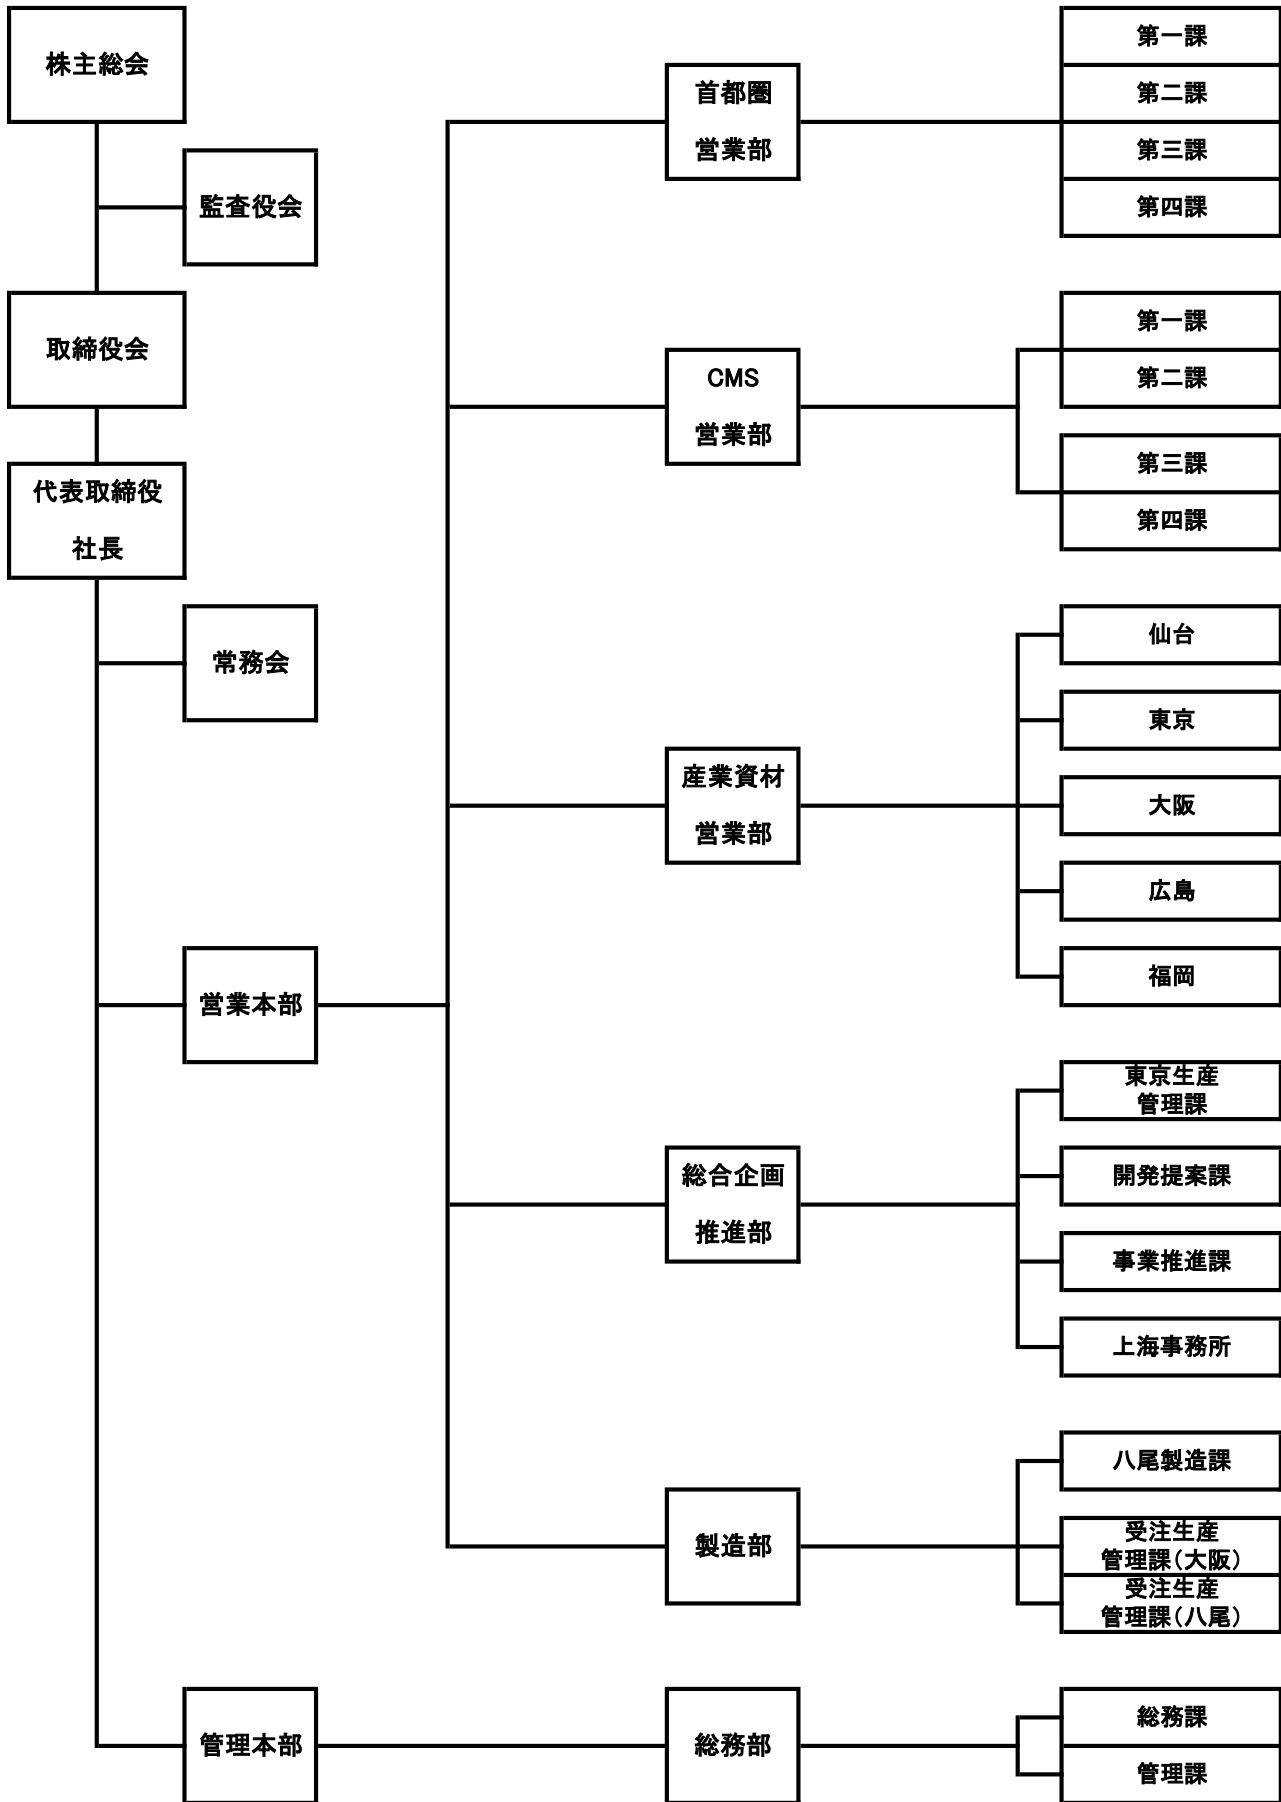 株主総会
監査役会
取締役会
代表取締役
社長
常務会
営業本部
管理本部
首都圏
営業部
第一課
第二課
第三課
第四課
CMS
営業部
第一課
第二課
第三課
第四課
産業資材
営業部
仙台
東京
大阪
広島
福岡
総合企画
推進部
東京生産
管理課
開発提案課
事業推進課
上海事務所
製造部
八尾製造課
受注生産
管理課(大阪)
受注生産
管理課(八尾)
総務部
総務課
管理課